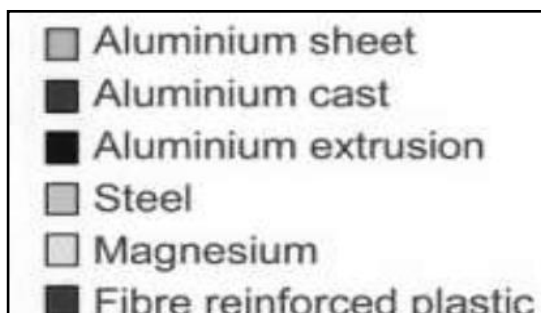 Aluminium sheet
Aluminium cast
Aluminium extrusion
Steel
Magnesium
Fibre reinforced plastic